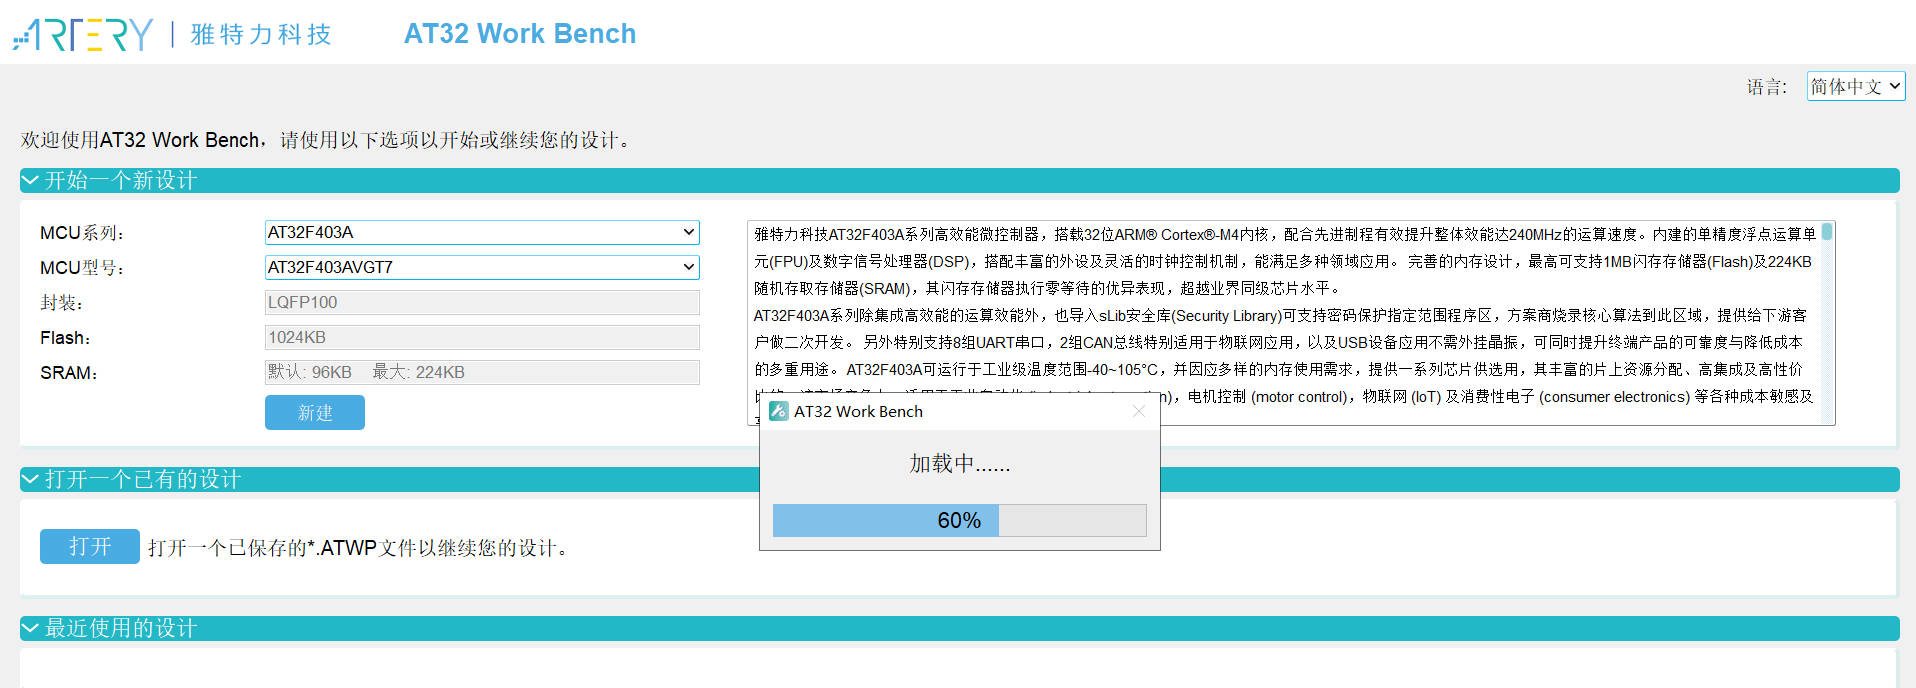 ARTERY | 雅特力科技 AT32 Work Bench
语言: 简体中文
欢迎使用AT32 Work Bench，请使用以下选项以开始或继续您的设计。
开始一个新设计
MCU系列： AT32F403A
MCU型号： AT32F403AVGT7
封装： LQFP100
Flash： 1024KB
SRAM： 默认: 96KB 最大: 224KB
新建
雅特力科技AT32F403A系列高效能微控制器，搭载32位ARM® Cortex®-M4内核，配合先进制程有效提升整体效能达240MHz的运算速度。内建的单精度浮点运算单
元(FPU)及数字信号处理器(DSP)，搭配丰富的外设及灵活的时钟控制机制，能满足多种领域应用。 完善的内存设计，最高可支持1MB闪存存储器(Flash)及224KB
随机存取存储器(SRAM)，其闪存存储器执行零等待的优异表现，超越业界同级芯片水平。
AT32F403A系列除集成高效能的运算效能外，也导入sLib安全库(Security Library)可支持密码保护指定范围程序区，方案商烧录核心算法到此区域，提供给下游客
户做二次开发。 另外特别支持8组UART串口，2组CAN总线特别适用于物联网应用，以及USB设备应用不需外挂晶振，可同时提升终端产品的可靠度与降低成本
的多重用途。 AT32F403A可运行于工业级温度范围-40~105°C，并因应多样的内存使用需求，提供一系列芯片供选用，其丰富的片上资源分配、高集成及高性价
，电机控制 (motor control)，物联网 (IoT) 及消费性电子 (consumer electronics) 等各种成本敏感及
AT32 Work Bench
加载中......
60%
打开一个已有的设计
打开 打开一个已保存的*.ATWP文件以继续您的设计。
最近使用的设计